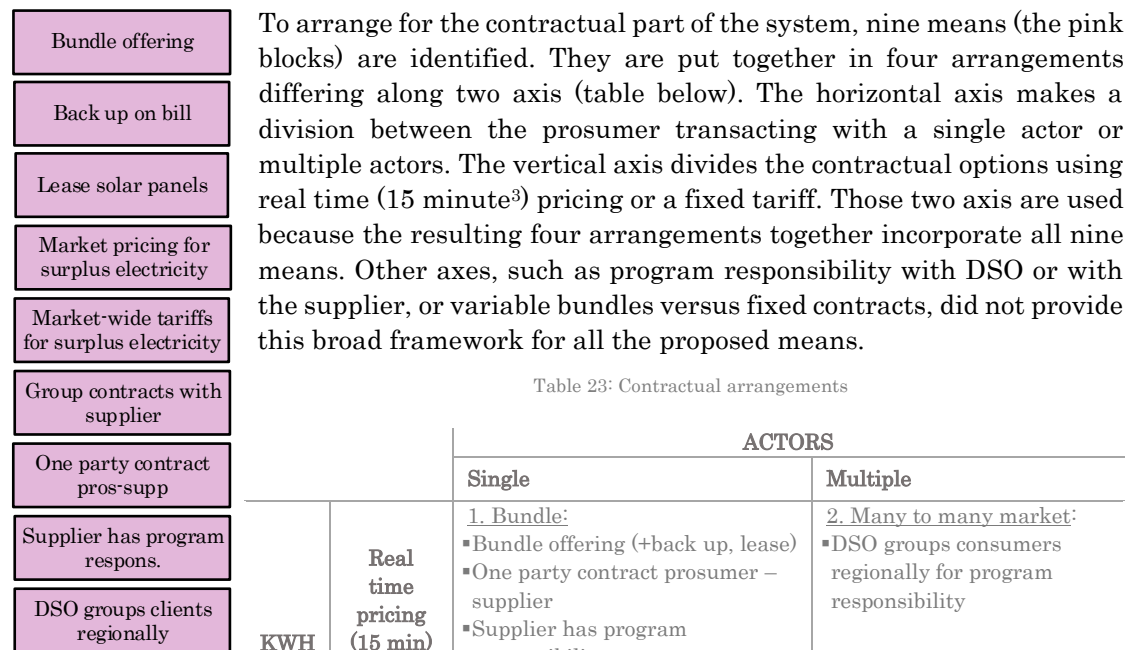 Bundle offering
Back up on bill
Lease solar panels
Market pricing for
surplus electricity
Market-wide tariffs
for surplus electricity
Group contracts with
supplier
One party contract
pros-supp
Supplier has program
respons.
DSO groups clients
regionally
To arrange for the contractual part of the system, nine means (the pink
blocks) are identified. They are put together in four arrangements
differing along two axis (table below). The horizontal axis makes a
division between the prosumer transacting with a single actor or
multiple actors. The vertical axis divides the contractual options using
real time (15 minute³) pricing or a fixed tariff. Those two axis are used
because the resulting four arrangements together incorporate all nine
means. Other axes, such as program responsibility with DSO or with
the supplier, or variable bundles versus fixed contracts, did not provide
this broad framework for all the proposed means.
Table 23: Contractual arrangements
ACTORS
Single
Multiple
KWH
Real
time
pricing
(15 min)
1. Bundle:
▪Bundle offering (+back up, lease)
▪One party contract prosumer –
supplier
▪Supplier has program
2. Many to many market:
▪DSO groups consumers
regionally for program
responsibility